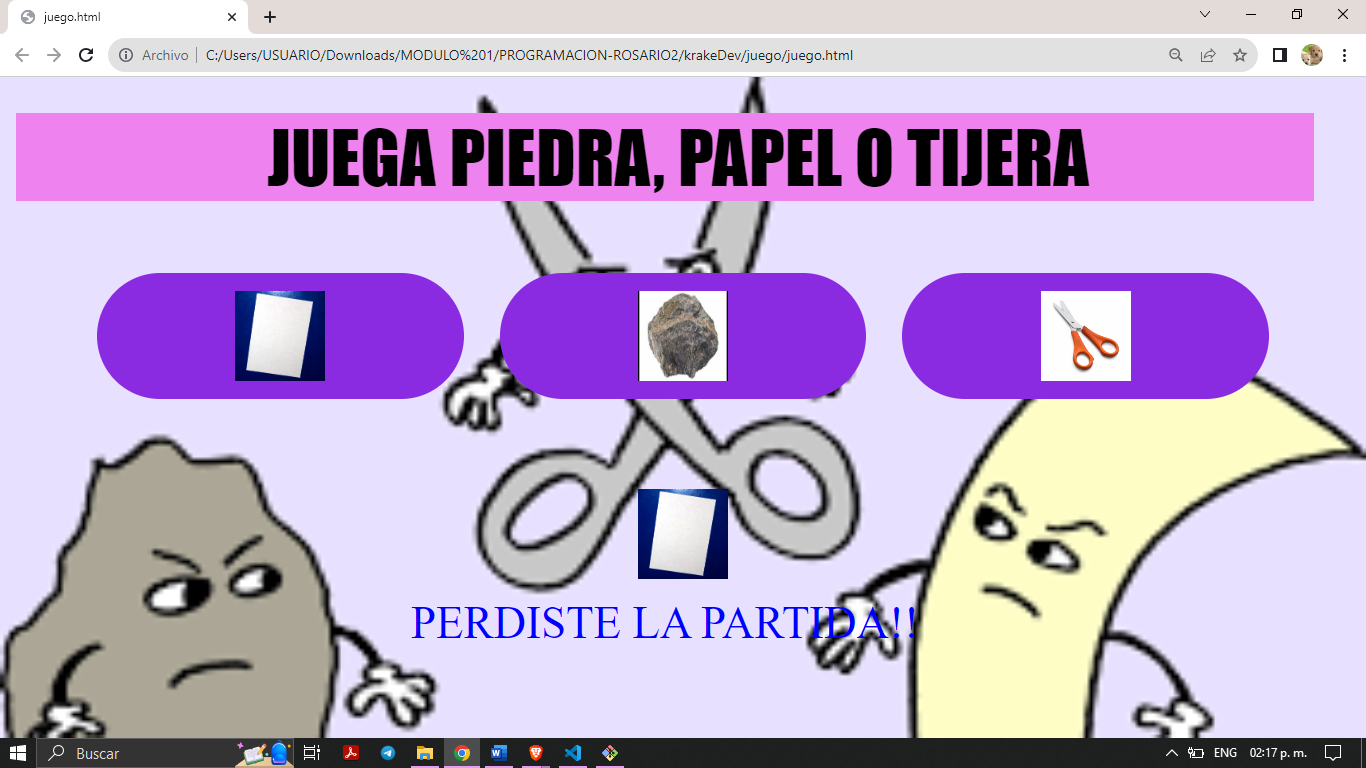 juego.html
Archivo
C:/Users/USUARIO/Downloads/MODULO%201/PROGRAMACION-ROSARIO2/krakeDev/juego/juego.html
JUEGA PIEDRA, PAPEL O TIJERA
PERDISTE LA PARTIDA!!
Buscar
ENG
02:17 p. m.